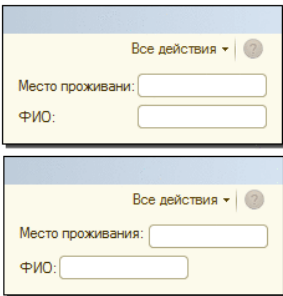 Все действия ?
Место проживани:
ФИО:
Все действия ?
Место проживания:
ФИО: